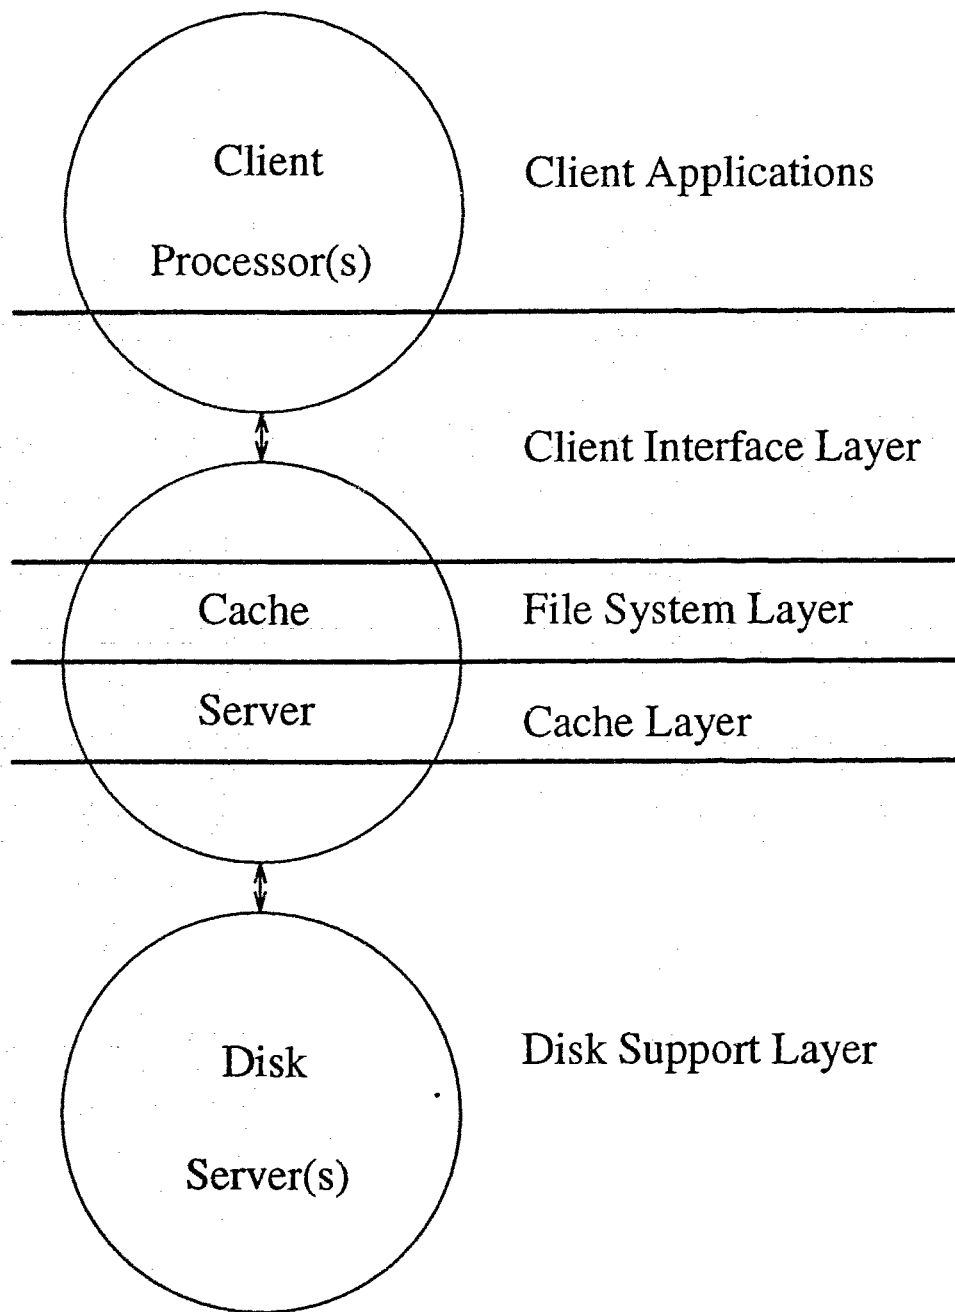 Client
Processor(s)
Client Applications
Client Interface Layer
Cache
File System Layer
Server
Cache Layer
Disk
Server(s)
Disk Support Layer